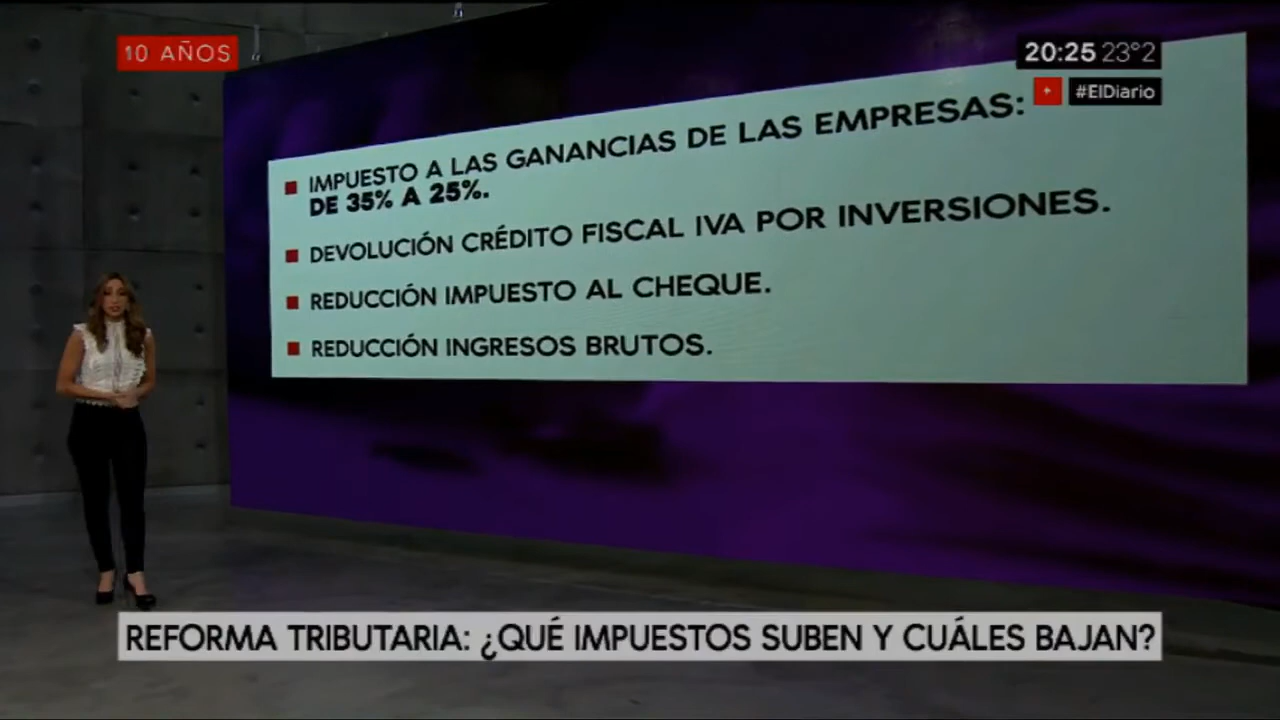 10 AÑOS
20:25 23°2
#ElDiario
IMPUESTO A LAS GANANCIAS DE LAS EMPRESAS:
DE 35% A 25%.
DEVOLUCIÓN CRÉDITO FISCAL IVA POR INVERSIONES.
REDUCCIÓN IMPUESTO AL CHEQUE.
REDUCCIÓN INGRESOS BRUTOS.
REFORMA TRIBUTARIA: ¿QUÉ IMPUESTOS SUBEN Y CUÁLES BAJAN?